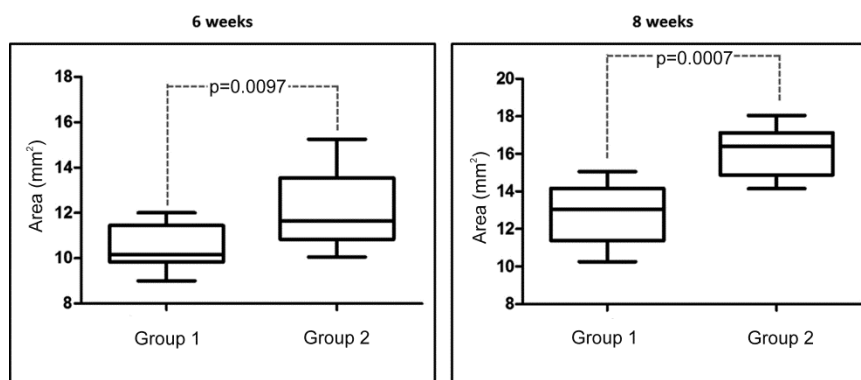 6 weeks
8 weeks
Area (mm²)
18
16
14
12
10
8
p=0.0097
Group 1
Group 2
Area (mm²)
20
18
16
14
12
10
8
p=0.0007
Group 1
Group 2